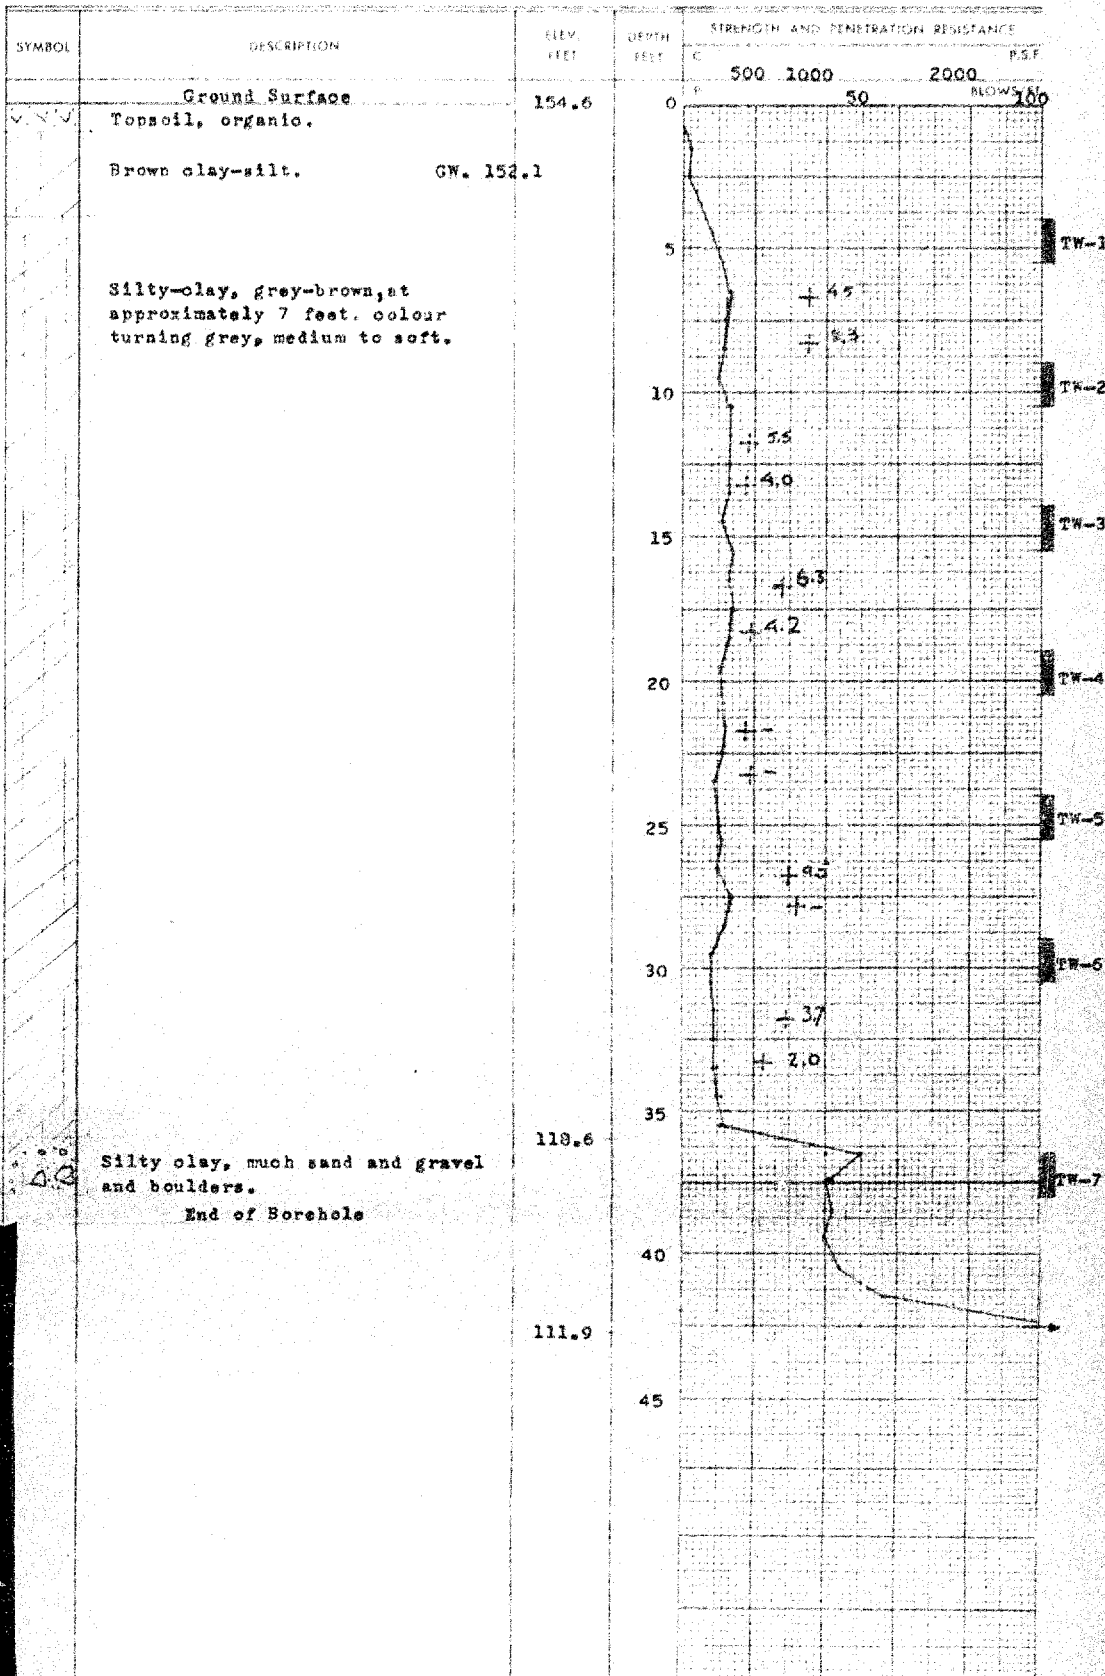 SYMBOL DESCRIPTION ELEV. FEET DEPTH FEET STRENGTH AND PENETRATION RESISTANCE
C P.S.F.
500 1000 2000
P BLOWS/FT.
50 100
Ground Surface 154.6 0
Topsoil, organic.
Brown clay-silt. GW. 152.1
5 TW-1
Silty-clay, grey-brown, at
approximately 7 feet. colour
turning grey, medium to soft.
4.5
10 TW-2
5.5
4.0
15 TW-3
6.3
4.2
20 TW-4
-
-
25 TW-5
-
30 TW-6
3.7
2.0
35
118.6
Silty clay, much sand and gravel
and boulders.
TW-7
End of Borehole
40
111.9
45